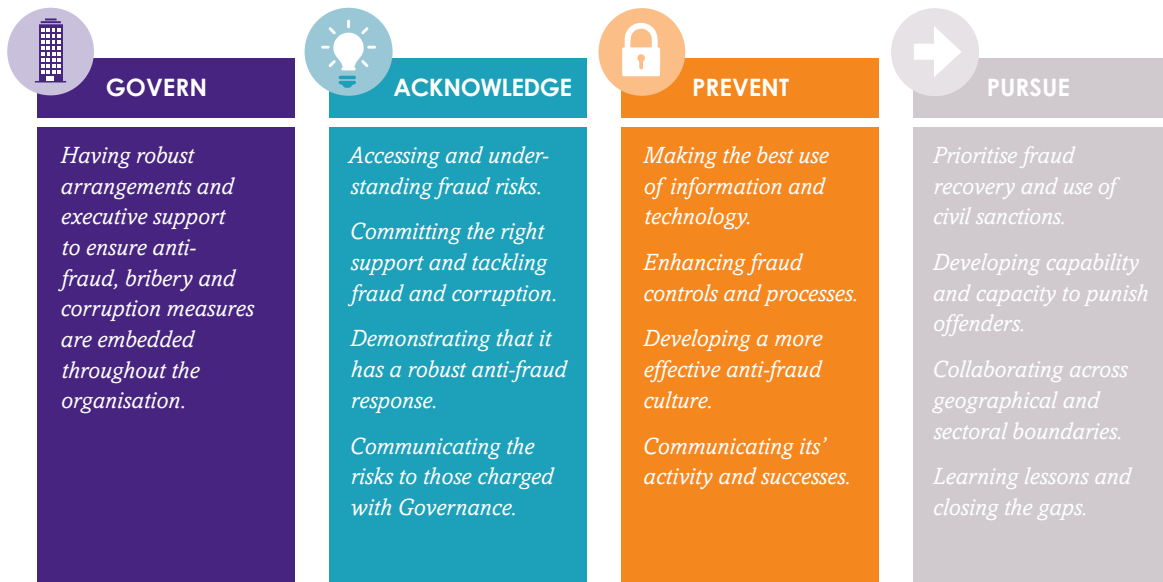 GOVERN
Having robust
arrangements and
executive support
to ensure anti-
fraud, bribery and
corruption measures
are embedded
throughout the
organisation.
ACKNOWLEDGE
Accessing and under-
standing fraud risks.
Committing the right
support and tackling
fraud and corruption.
Demonstrating that it
has a robust anti-fraud
response.
Communicating the
risks to those charged
with Governance.
PREVENT
Making the best use
of information and
technology.
Enhancing fraud
controls and processes.
Developing a more
effective anti-fraud
culture.
Communicating its’
activity and successes.
PURSUE
Prioritise fraud
recovery and use of
civil sanctions.
Developing capability
and capacity to punish
offenders.
Collaborating across
geographical and
sectoral boundaries.
Learning lessons and
closing the gaps.